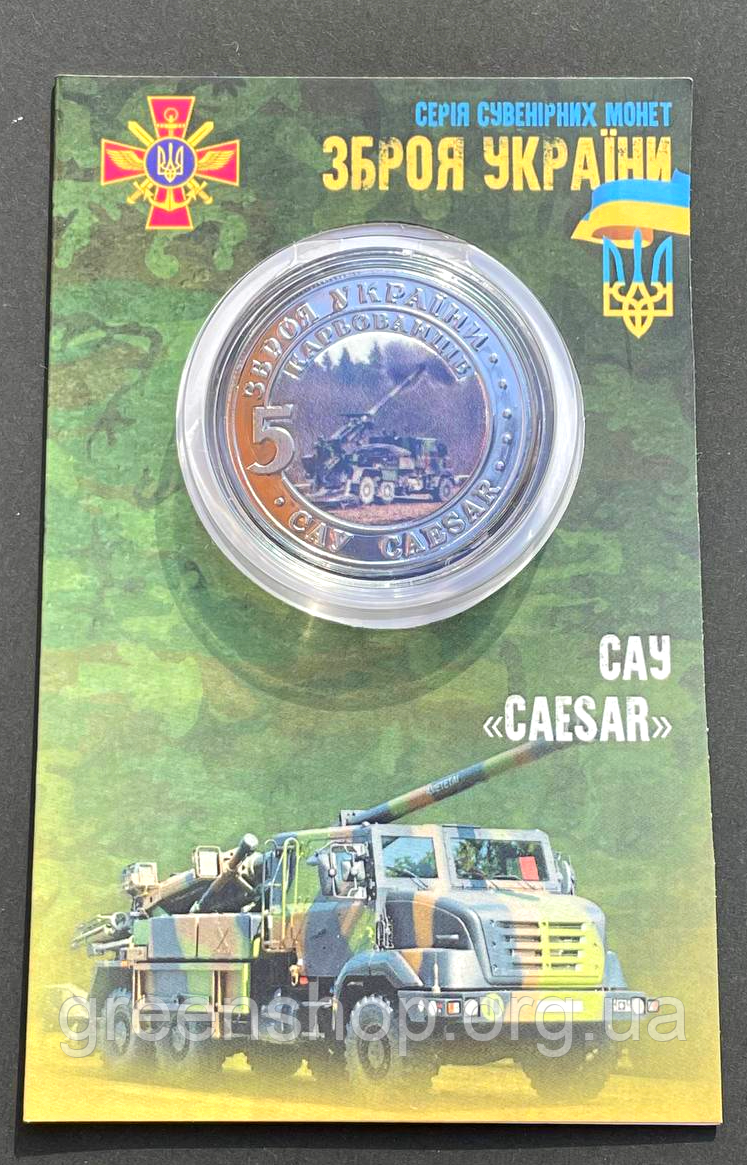 СЕРІЯ СУВЕНІРНИХ МОНЕТ
ЗБРОЯ УКРАЇНИ
ЗБРОЯ УКРАЇНИ
КАРБОВАНЦІВ
5
САУ CAESAR
САУ
«CAESAR»
greenshop.org.ua